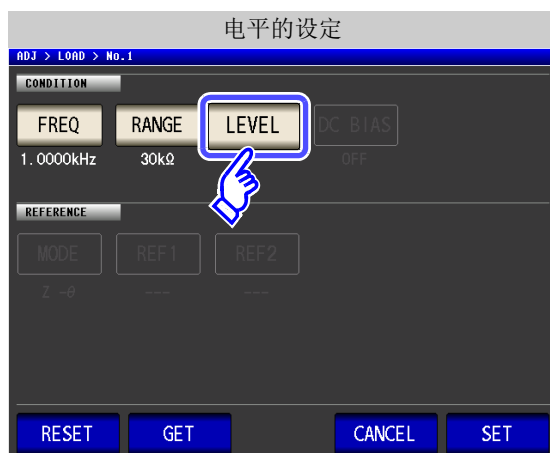 电平的设定
ADJ > LOAD > No.1
CONDITION
FREQ RANGE LEVEL DC BIAS
1.0000kHz 30kΩ OFF
REFERENCE
MODE REF1 REF2
Z -θ --- ---
RESET GET CANCEL SET